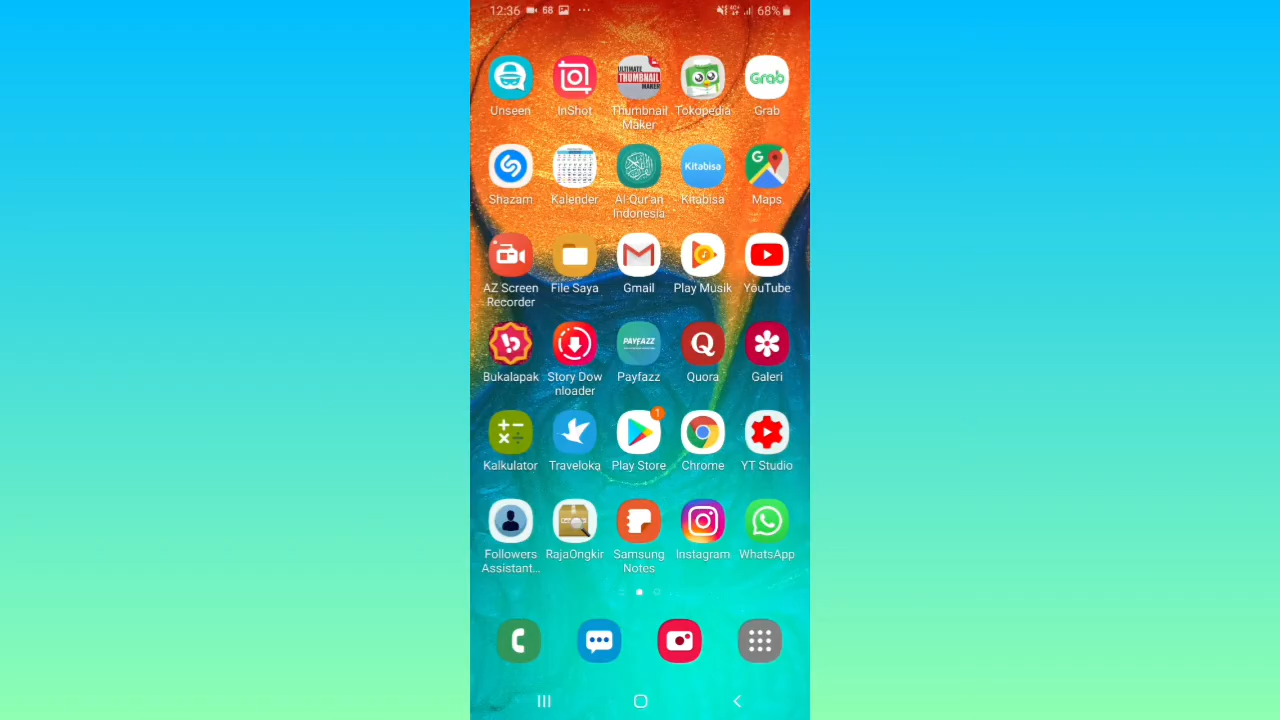 12:36 68 68%
ULTIMATE
THUMBNAIL
MAKER
Grab
Unseen InShot Thumbnail Maker Tokopedia Grab
Kitabisa
Shazam Kalender Al Qur'an Indonesia Kitabisa Maps
AZ Screen Recorder File Saya Gmail Play Musik YouTube
PAYFAZZ
Bukalapak Story Dow nloader Payfazz Quora Galeri
1
Kalkulator Traveloka Play Store Chrome YT Studio
Followers Assistant... RajaOngkir Samsung Notes Instagram WhatsApp